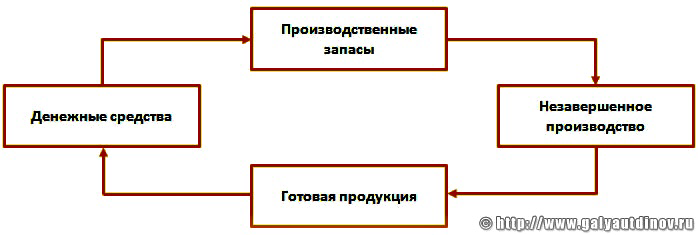 Производственные
запасы
Денежные средства
Незавершенное
производство
Готовая продукция
© http://www.galyautdinov.ru